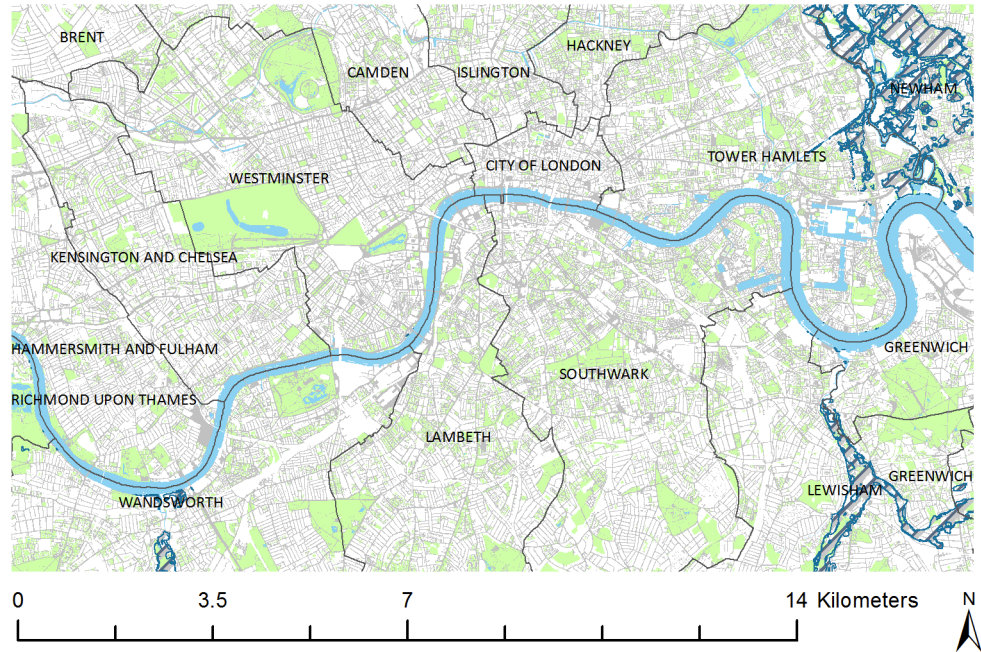 BRENT
HACKNEY
CAMDEN
ISLINGTON
NEWHAM
CITY OF LONDON
TOWER HAMLETS
WESTMINSTER
KENSINGTON AND CHELSEA
HAMMERSMITH AND FULHAM
GREENWICH
SOUTHWARK
RICHMOND UPON THAMES
LAMBETH
GREENWICH
LEWISHAM
WANDSWORTH
0 3.5 7 14 Kilometers N